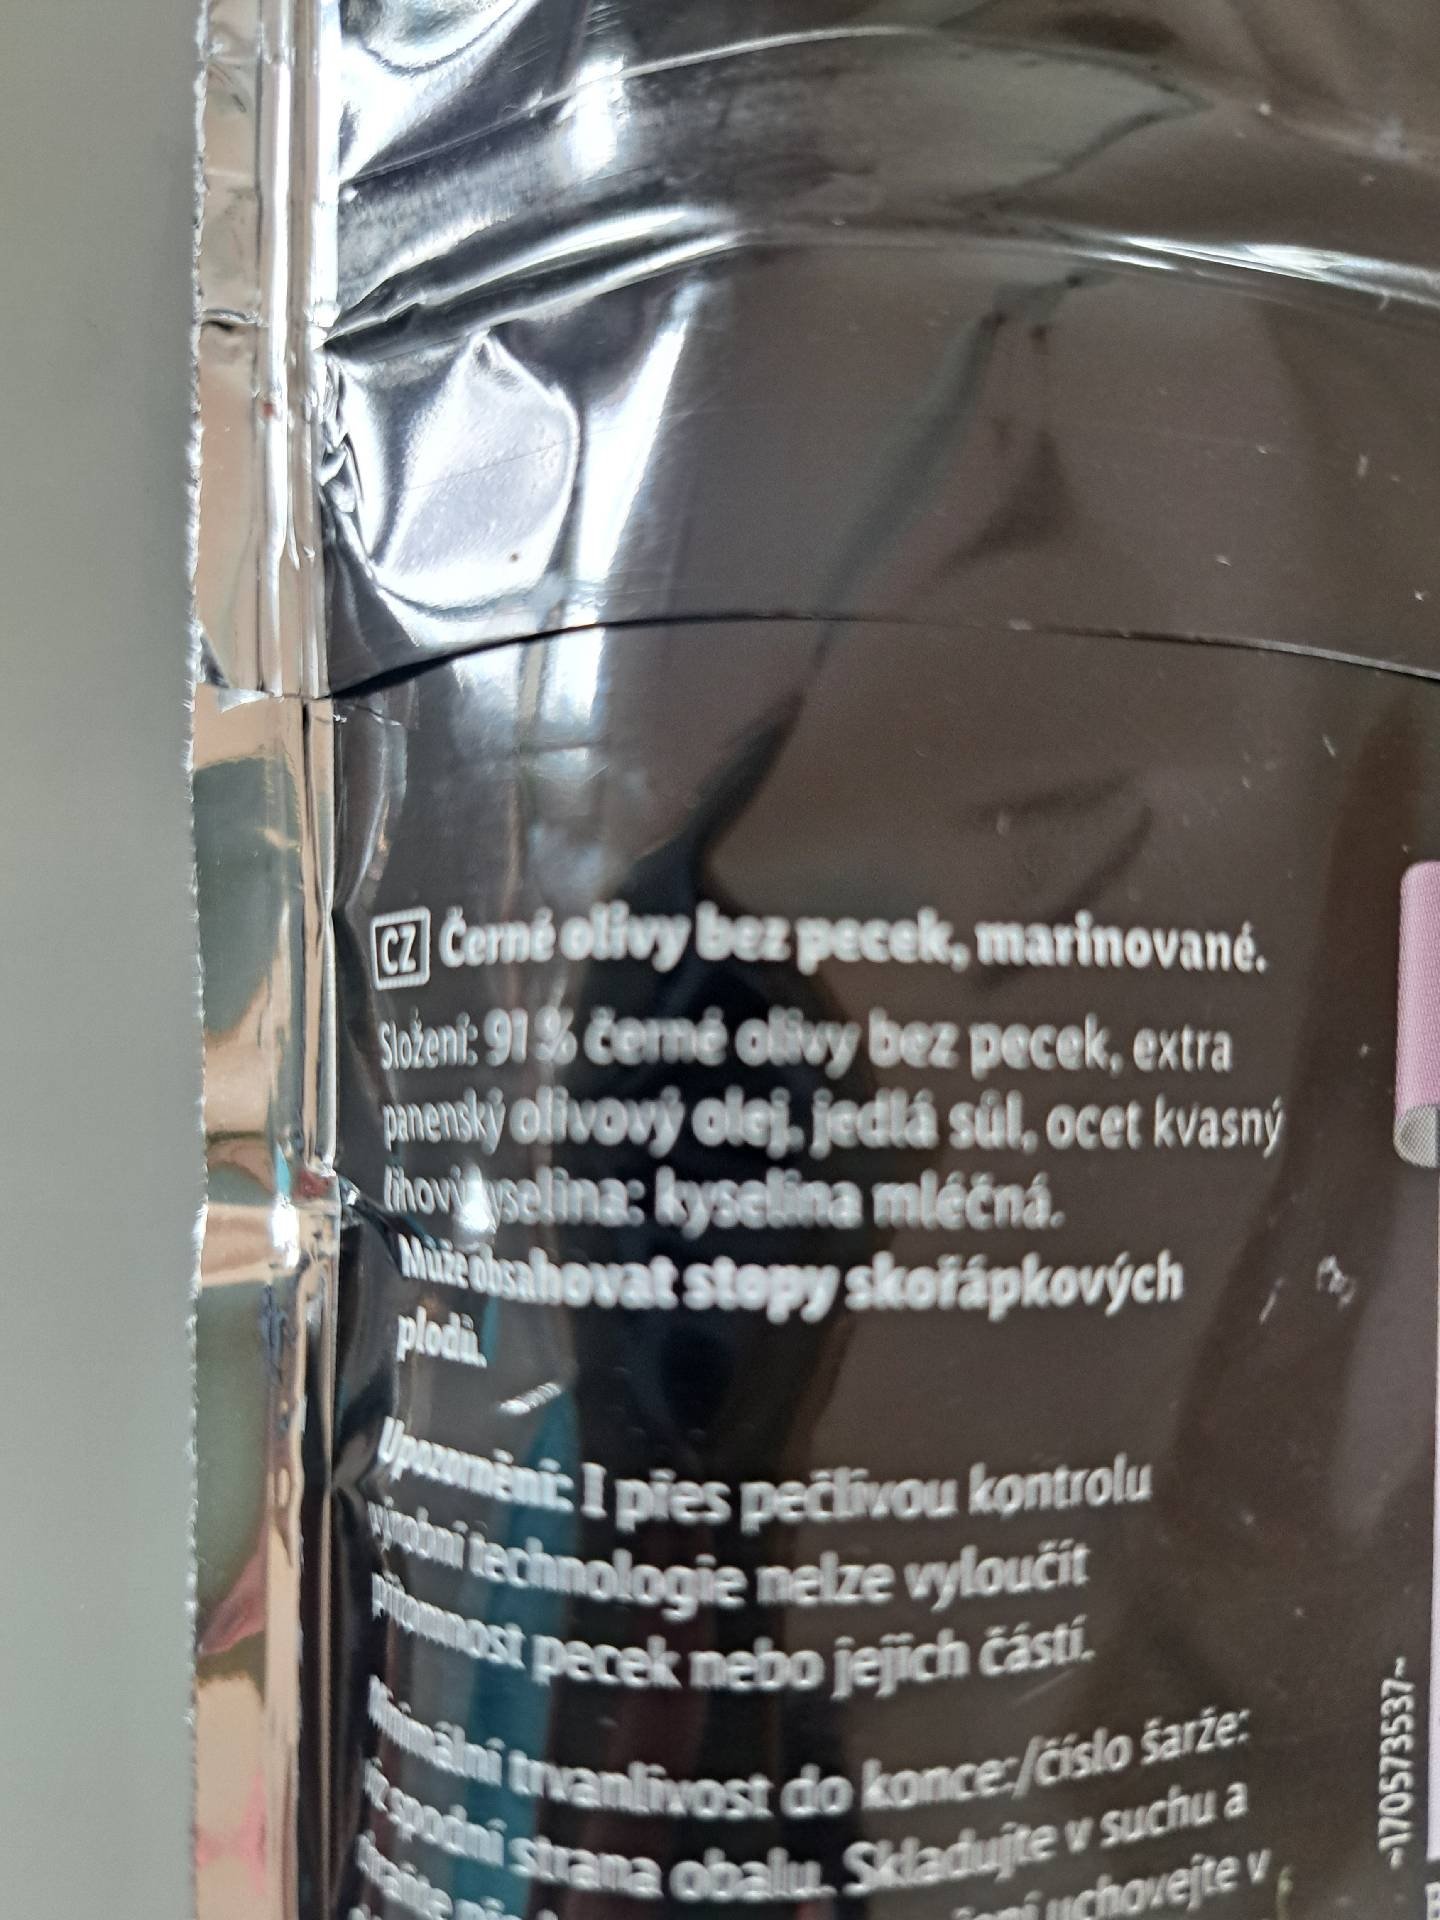 CZ Černé olivy bez pecek, marinované.
Složení: 91 % černé olivy bez pecek, extra
panenský olivový olej, jedlá sůl, ocet kvasný
lihový kyselina: kyselina mléčná.
Může obsahovat stopy skořápkových
plodů.
Upozornění: I přes pečlivou kontrolu
výrobní technologie nelze vyloučit
přítomnost pecek nebo jejich částí.
Minimální trvanlivost do konce:/číslo šarže:
viz spodní strana obalu. Skladujte v suchu a
uchovejte v
~170573537~